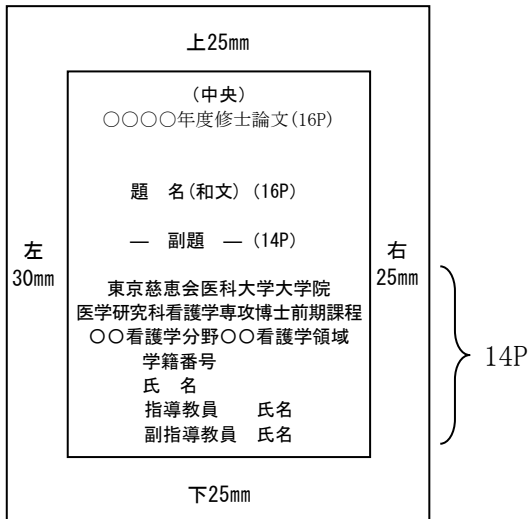 上25mm
(中央)
○○○○年度修士論文(16P)
題　名(和文) (16P)
― 副題 ― (14P)
左
30mm
右
25mm
東京慈恵会医科大学大学院
医学研究科看護学専攻博士前期課程
○○看護学分野○○看護学領域
学籍番号
氏　名
指導教員　　氏名
副指導教員　氏名
14P
下25mm